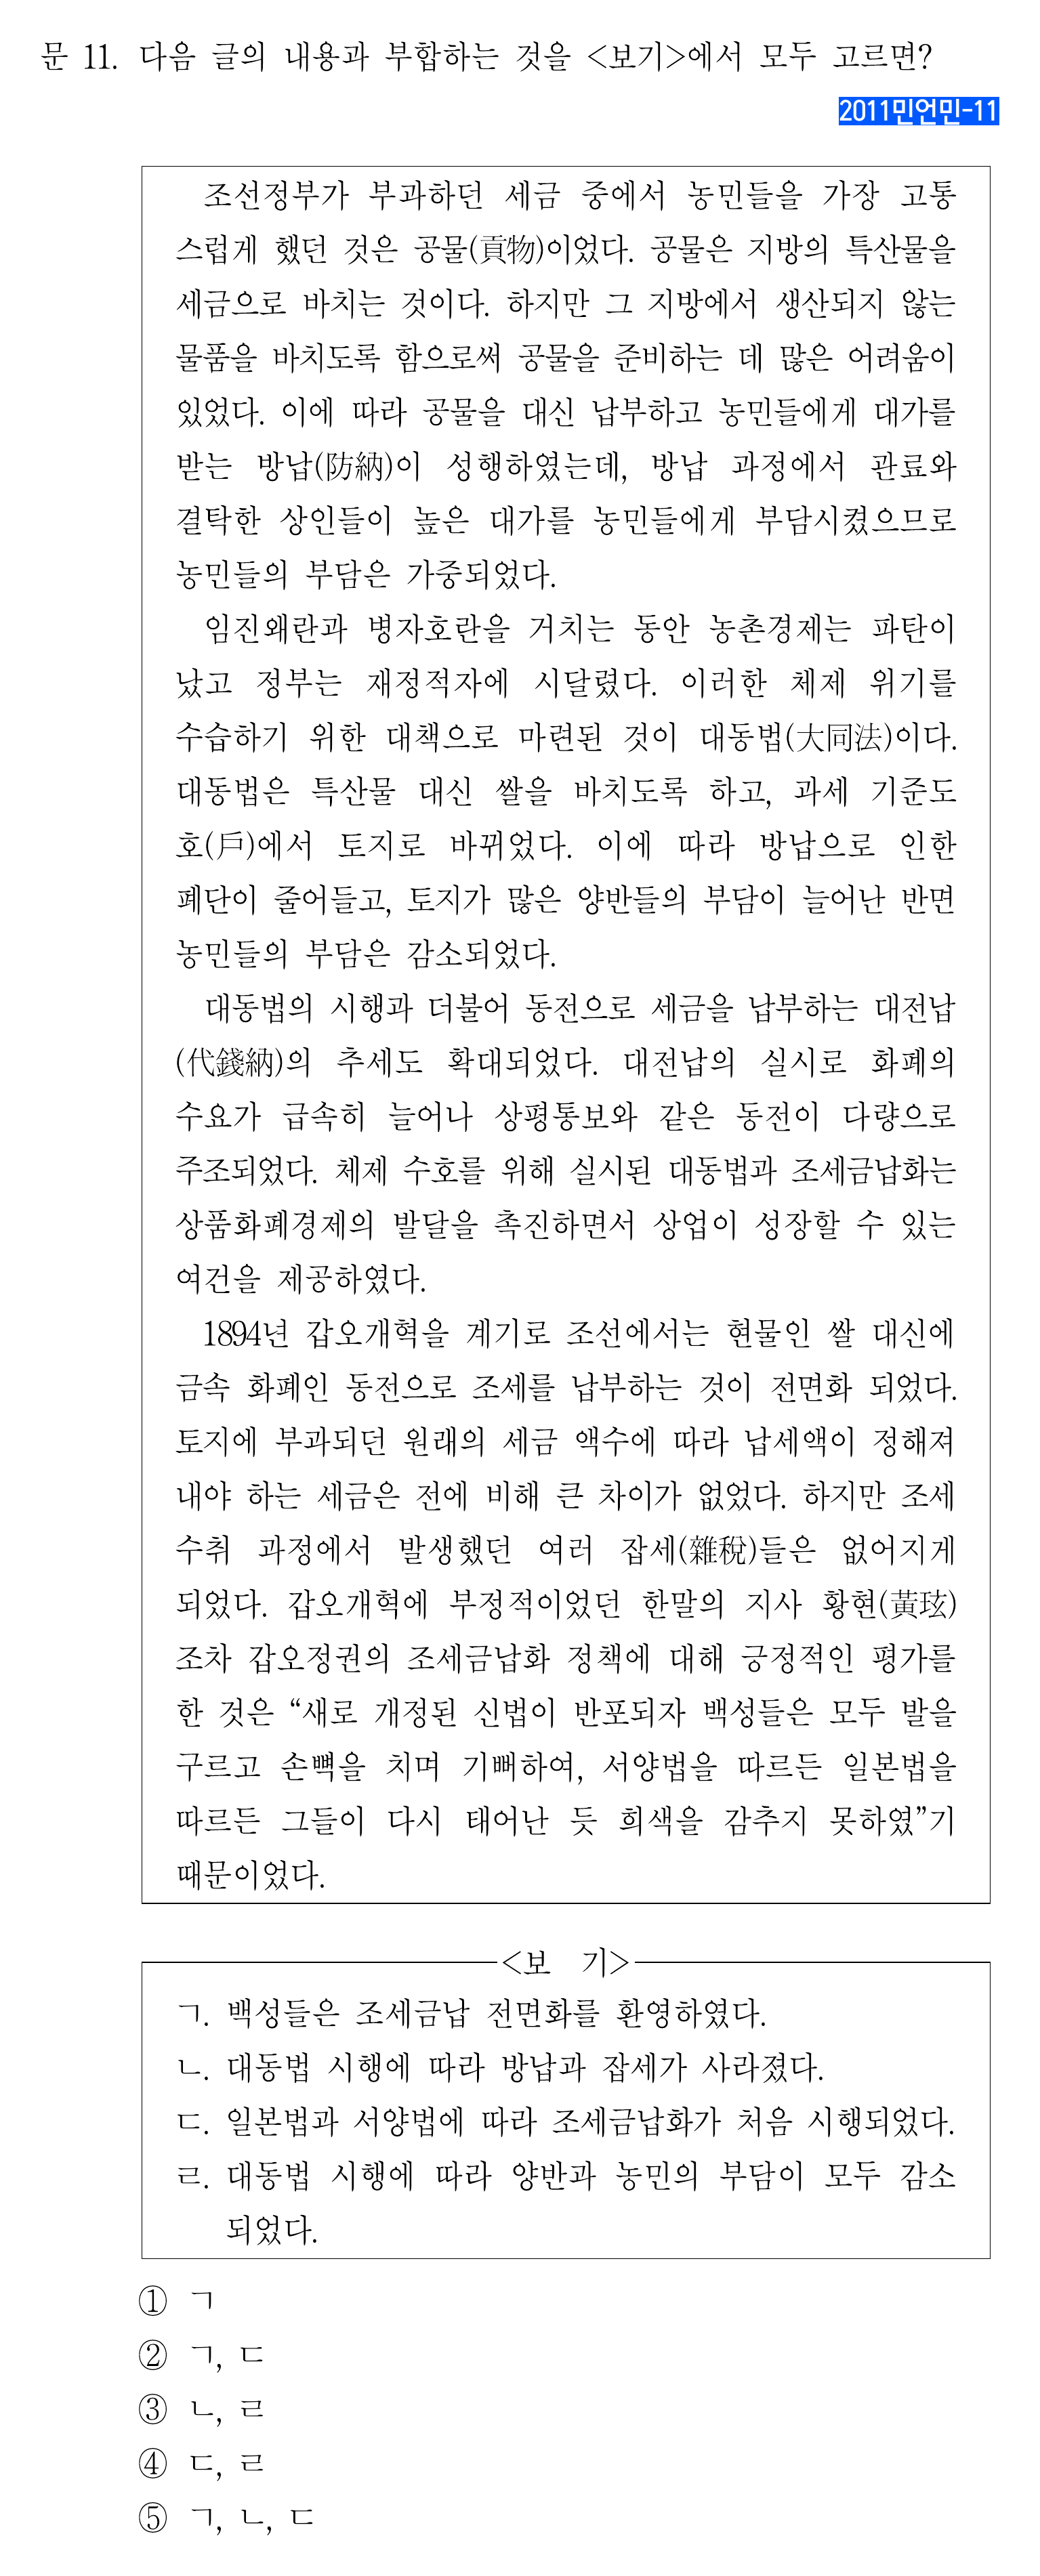 문 11. 다음 글의 내용과 부합하는 것을 <보기>에서 모두 고르면?
2011민언민-11
조선정부가 부과하던 세금 중에서 농민들을 가장 고통
스럽게 했던 것은 공물(貢物)이었다. 공물은 지방의 특산물을
세금으로 바치는 것이다. 하지만 그 지방에서 생산되지 않는
물품을 바치도록 함으로써 공물을 준비하는 데 많은 어려움이
있었다. 이에 따라 공물을 대신 납부하고 농민들에게 대가를
받는 방납(防納)이 성행하였는데, 방납 과정에서 관료와
결탁한 상인들이 높은 대가를 농민들에게 부담시켰으므로
농민들의 부담은 가중되었다.
임진왜란과 병자호란을 거치는 동안 농촌경제는 파탄이
났고 정부는 재정적자에 시달렸다. 이러한 체제 위기를
수습하기 위한 대책으로 마련된 것이 대동법(大同法)이다.
대동법은 특산물 대신 쌀을 바치도록 하고, 과세 기준도
호(戶)에서 토지로 바뀌었다. 이에 따라 방납으로 인한
폐단이 줄어들고, 토지가 많은 양반들의 부담이 늘어난 반면
농민들의 부담은 감소되었다.
대동법의 시행과 더불어 동전으로 세금을 납부하는 대전납
(代錢納)의 추세도 확대되었다. 대전납의 실시로 화폐의
수요가 급속히 늘어나 상평통보와 같은 동전이 다량으로
주조되었다. 체제 수호를 위해 실시된 대동법과 조세금납화는
상품화폐경제의 발달을 촉진하면서 상업이 성장할 수 있는
여건을 제공하였다.
1894년 갑오개혁을 계기로 조선에서는 현물인 쌀 대신에
금속 화폐인 동전으로 조세를 납부하는 것이 전면화 되었다.
토지에 부과되던 원래의 세금 액수에 따라 납세액이 정해져
내야 하는 세금은 전에 비해 큰 차이가 없었다. 하지만 조세
수취 과정에서 발생했던 여러 잡세(雜稅)들은 없어지게
되었다. 갑오개혁에 부정적이었던 한말의 지사 황현(黃玹)
조차 갑오정권의 조세금납화 정책에 대해 긍정적인 평가를
한 것은 “새로 개정된 신법이 반포되자 백성들은 모두 발을
구르고 손뼉을 치며 기뻐하여, 서양법을 따르든 일본법을
따르든 그들이 다시 태어난 듯 희색을 감추지 못하였”기
때문이었다.
<보 기>
ㄱ. 백성들은 조세금납 전면화를 환영하였다.
ㄴ. 대동법 시행에 따라 방납과 잡세가 사라졌다.
ㄷ. 일본법과 서양법에 따라 조세금납화가 처음 시행되었다.
ㄹ. 대동법 시행에 따라 양반과 농민의 부담이 모두 감소
되었다.
① ㄱ
② ㄱ, ㄷ
③ ㄴ, ㄹ
④ ㄷ, ㄹ
⑤ ㄱ, ㄴ, ㄷ